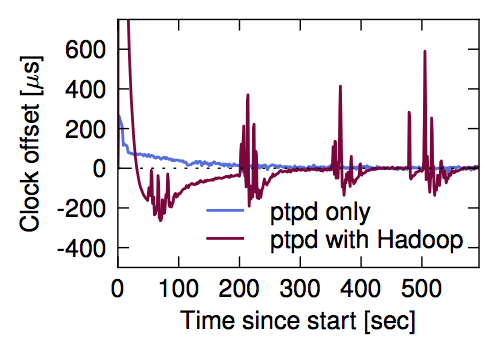 600
400
200
0
-200
-400
Clock offset [μs]
ptpd only
ptpd with Hadoop
0 100 200 300 400 500
Time since start [sec]